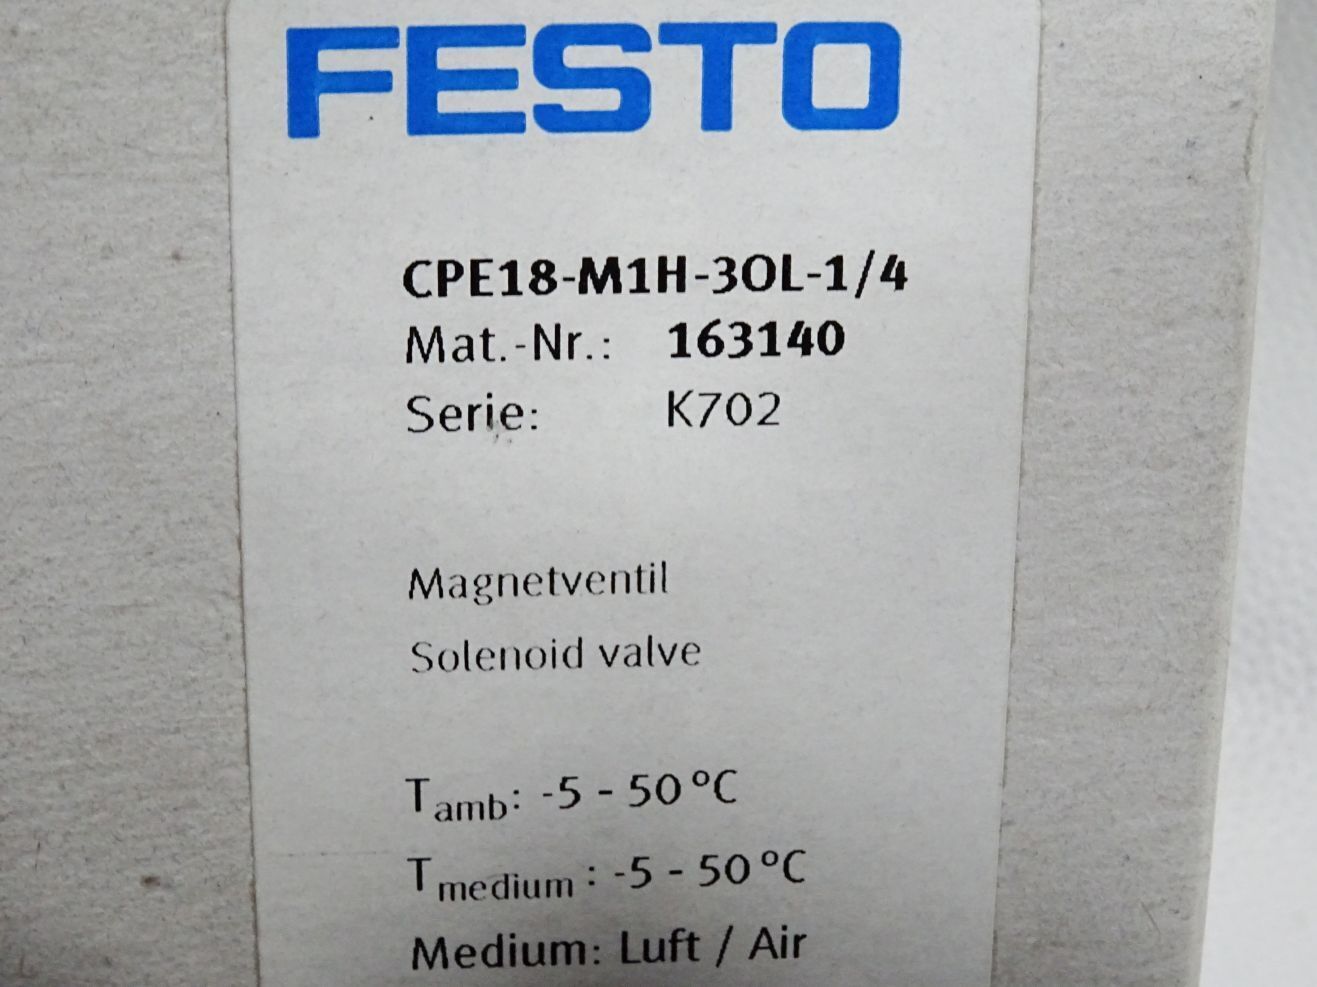 FESTO
CPE18-M1H-3OL-1/4
Mat.-Nr.: 163140
Serie: K702
Magnetventil
Solenoid valve
Tamb: -5 - 50 °C
Tmedium : -5 - 50 °C
Medium: Luft / Air